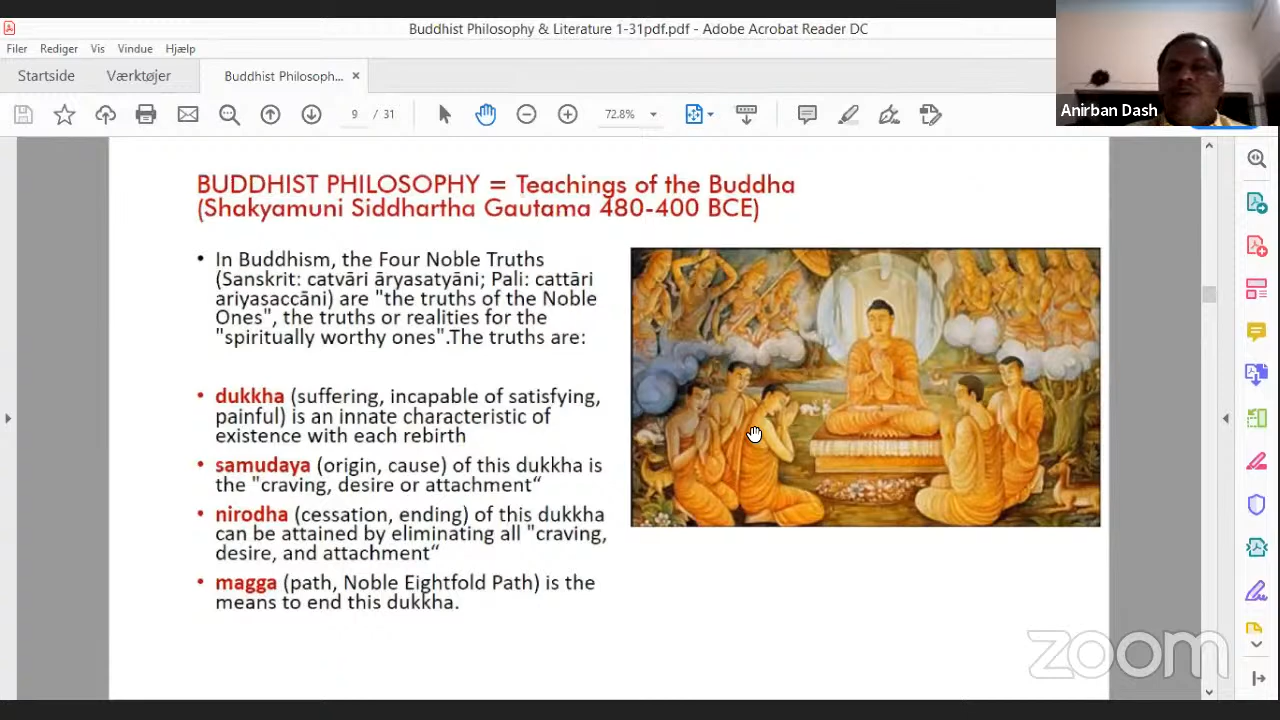 Buddhist Philosophy & Literature 1-31pdf.pdf - Adobe Acrobat Reader DC
Filer Rediger Vis Vindue Hjælp
Startside Værktøjer Buddhist Philosoph... ×
9 / 31 72.8%
Anirban Dash
BUDDHIST PHILOSOPHY = Teachings of the Buddha
(Shakyamuni Siddhartha Gautama 480-400 BCE)
• In Buddhism, the Four Noble Truths
(Sanskrit: catvāri āryasatyāni; Pali: cattāri
ariyasaccāni) are "the truths of the Noble
Ones", the truths or realities for the
"spiritually worthy ones".The truths are:
• dukkha (suffering, incapable of satisfying,
painful) is an innate characteristic of
existence with each rebirth
• samudaya (origin, cause) of this dukkha is
the "craving, desire or attachment“
• nirodha (cessation, ending) of this dukkha
can be attained by eliminating all "craving,
desire, and attachment“
• magga (path, Noble Eightfold Path) is the
means to end this dukkha.
zoom